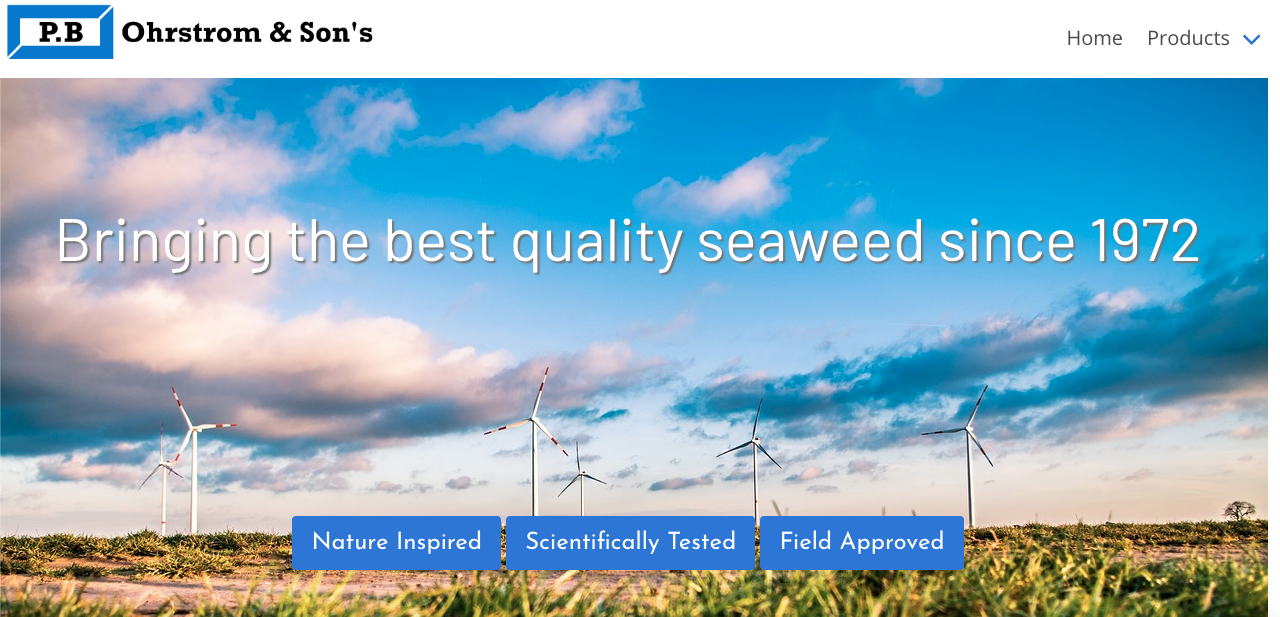 P.B Ohrstrom & Son's
Home Products
Bringing the best quality seaweed since 1972
Nature Inspired Scientifically Tested Field Approved